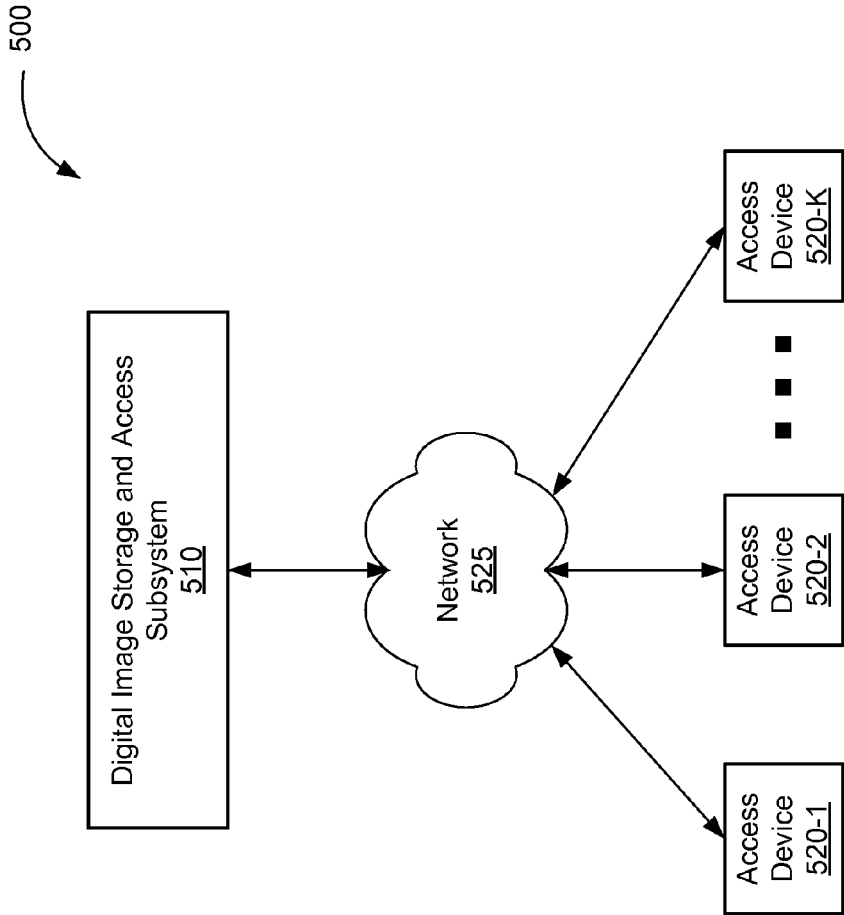 500
Digital Image Storage and Access
Subsystem
510
Network
525
Access
Device
520-1
Access
Device
520-2
Access
Device
520-K